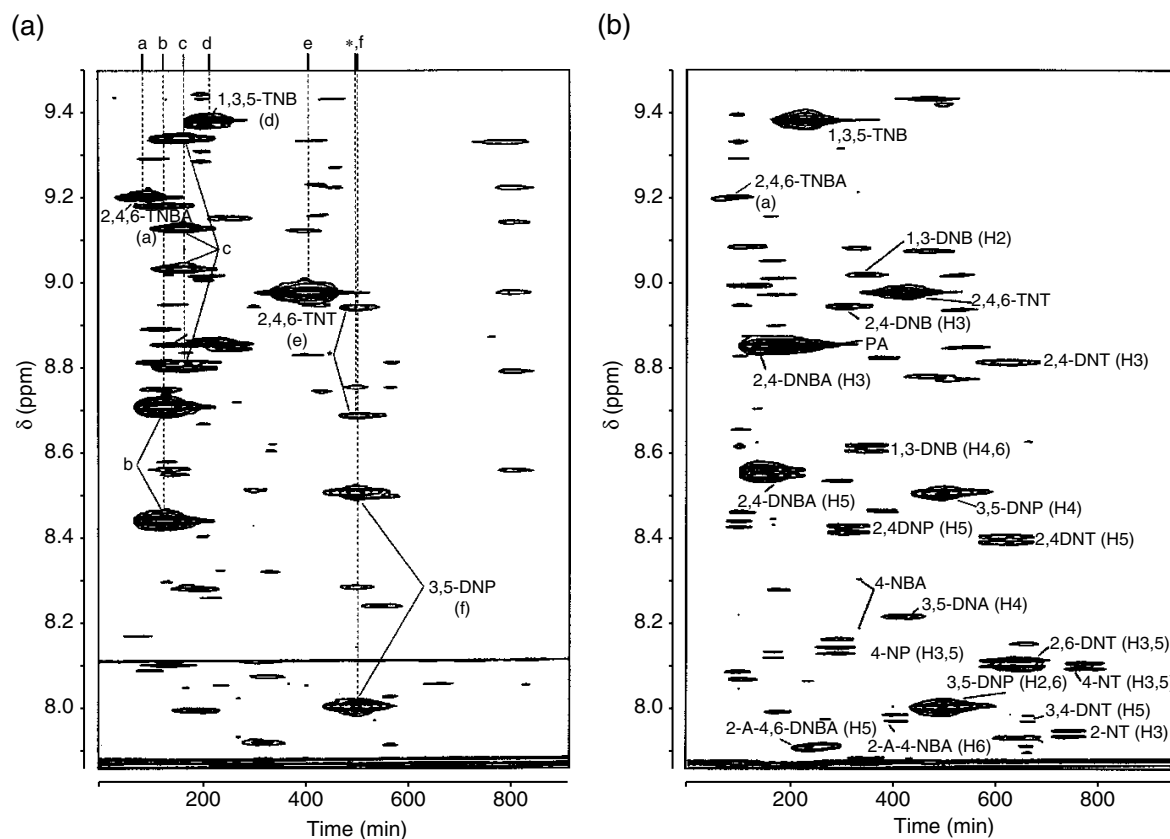 (a)
a b c d e *,f
9.4
9.2
9.0
8.8
8.6
8.4
8.2
8.0
δ (ppm)
1,3,5-TNB
(d)
2,4,6-TNBA
(a)
c
2,4,6-TNT
(e)
*
b
3,5-DNP
(f)
200 400 600 800
Time (min)
(b)
9.4
9.2
9.0
8.8
8.6
8.4
8.2
8.0
δ (ppm)
1,3,5-TNB
2,4,6-TNBA
(a)
1,3-DNB (H2)
2,4,6-TNT
2,4-DNB (H3)
PA
2,4-DNBA (H3)
2,4-DNT (H3)
1,3-DNB (H4,6)
2,4-DNBA (H5)
3,5-DNP (H4)
2,4DNP (H5)
2,4DNT (H5)
4-NBA
3,5-DNA (H4)
4-NP (H3,5)
2,6-DNT (H3,5)
4-NT (H3,5)
3,5-DNP (H2,6)
3,4-DNT (H5)
2-A-4,6-DNBA (H5)
2-A-4-NBA (H6)
2-NT (H3)
200 400 600 800
Time (min)